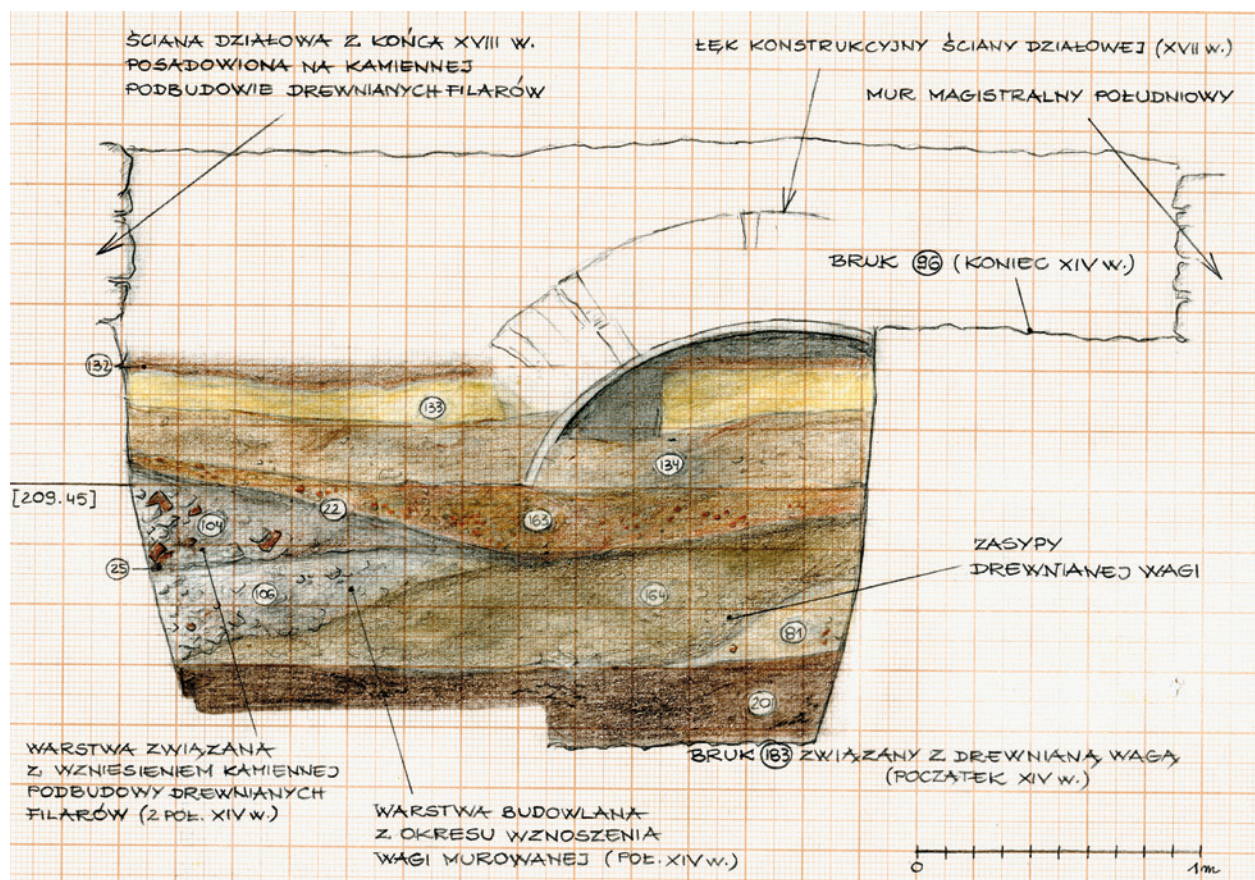 ŚCIANA DZIAŁOWA Z KOŃCA XVIII W.
POSADOWIONA NA KAMIENNEJ
PODBUDOWIE DREWNIANYCH FILARÓW
ŁĘK KONSTRUKCYJNY ŚCIANY DZIAŁOWEJ (XVII W.)
MUR MAGISTRALNY POŁUDNIOWY
BRUK 96 (KONIEC XIV W.)
132
133
134
[209.45]
104
22
163
25
106
164
81
201
ZASYPY
DREWNIANEJ WAGI
BRUK 183 ZWIĄZANY Z DREWNIANĄ WAGĄ
(POCZĄTEK XIV W.)
WARSTWA ZWIĄZANA
Z WZNIESIENIEM KAMIENNEJ
PODBUDOWY DREWNIANYCH
FILARÓW (2 POŁ. XIV W.)
WARSTWA BUDOWLANA
Z OKRESU WZNOSZENIA
WAGI MUROWANEJ (POŁ. XIV W.)
0 1m